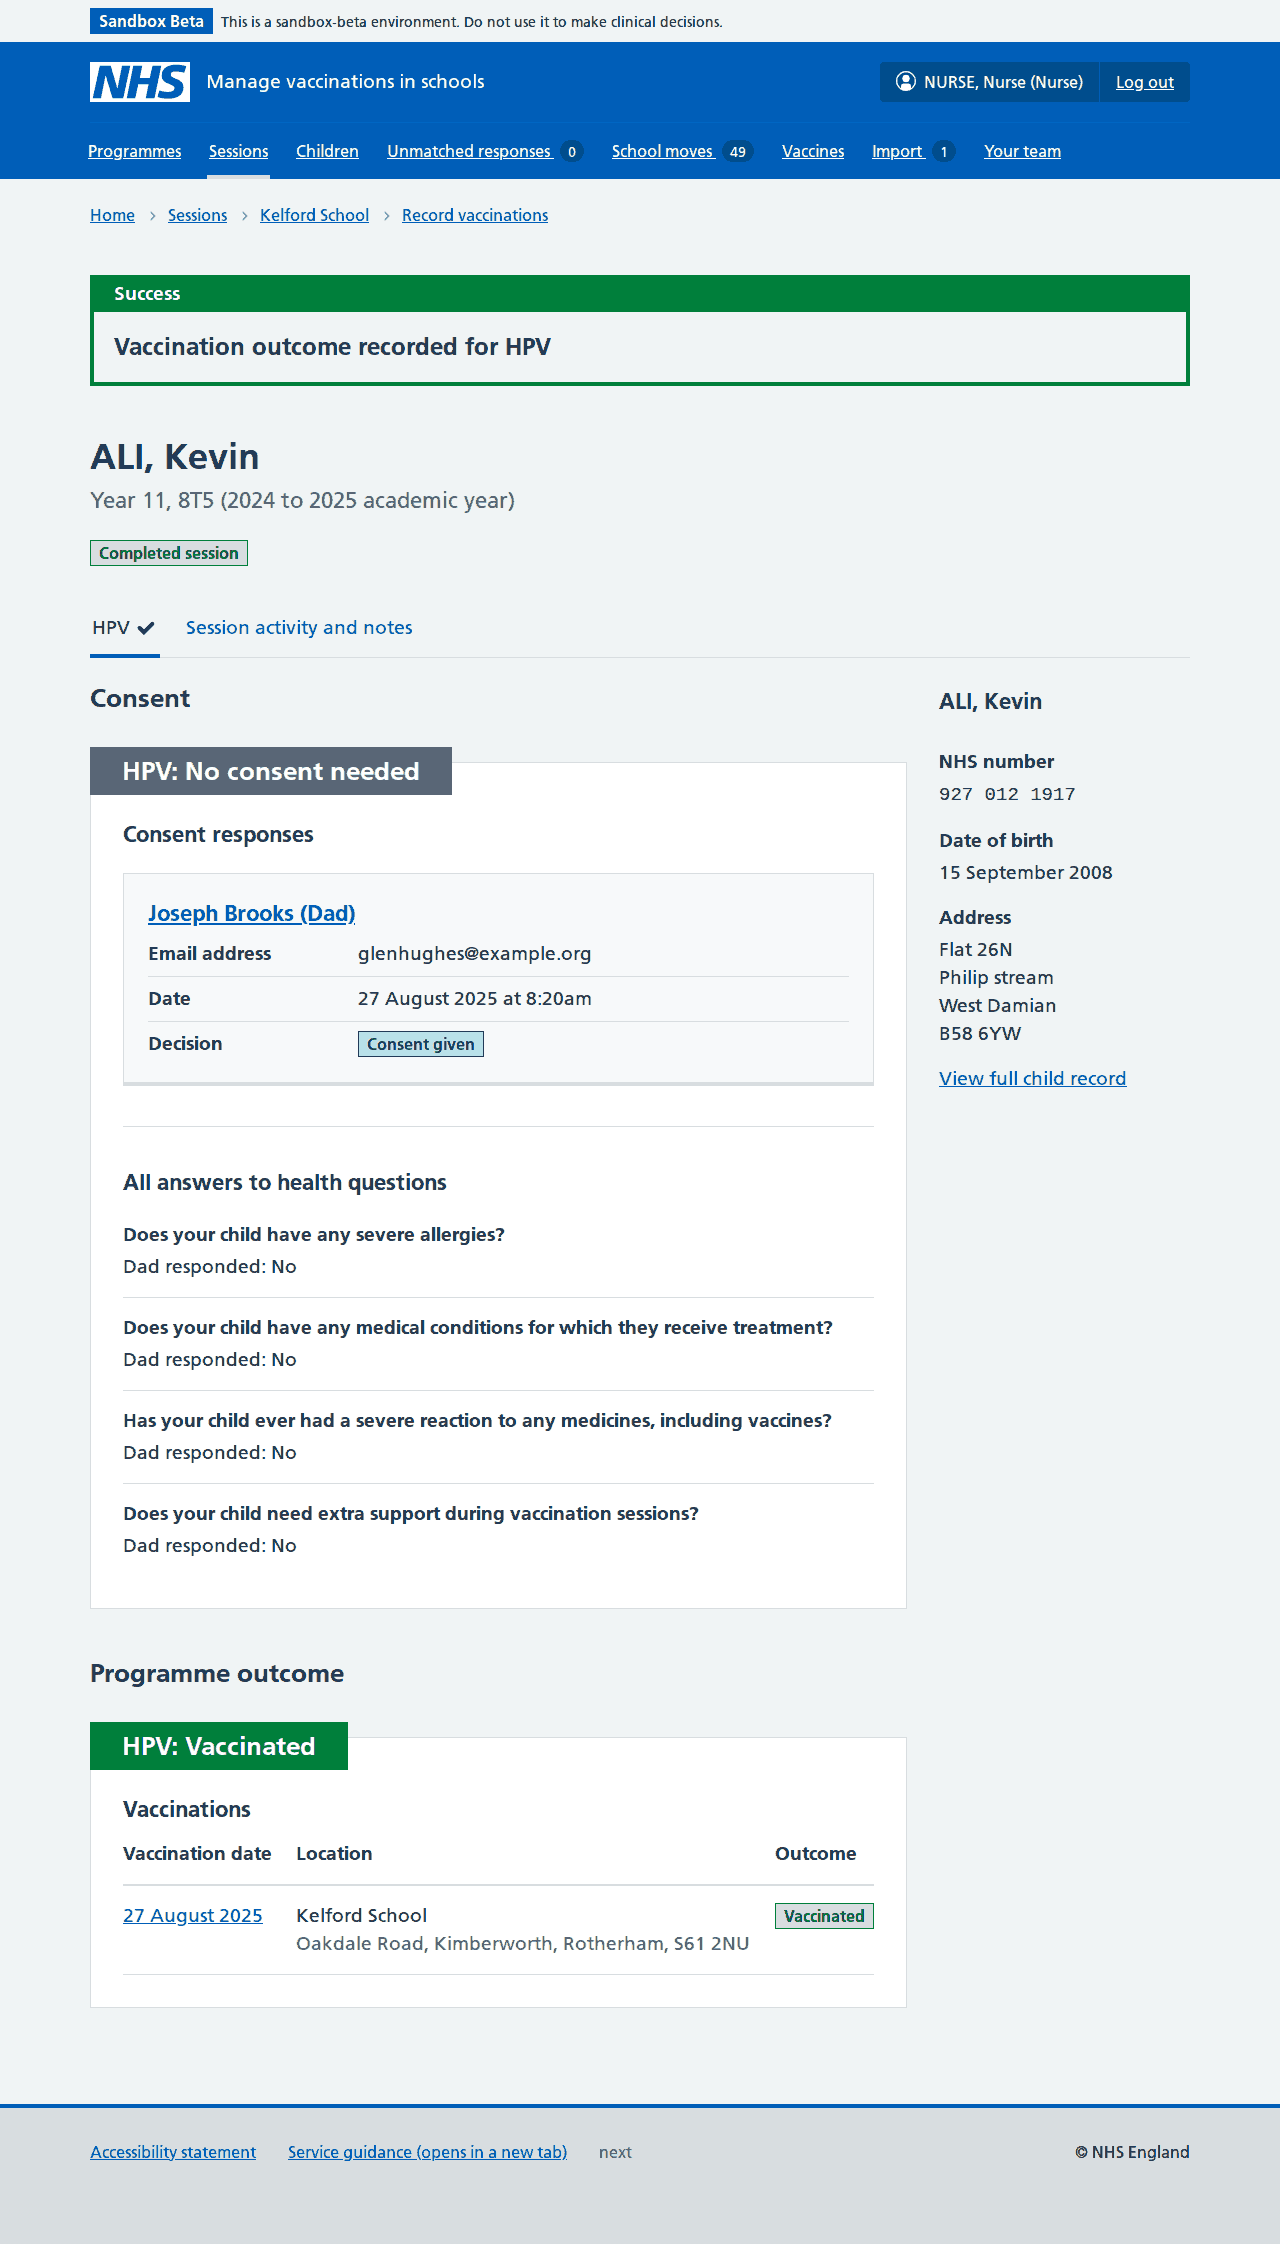 Sandbox Beta This is a sandbox-beta environment. Do not use it to make clinical decisions.
NHS Manage vaccinations in schools NURSE, Nurse (Nurse) Log out
Programmes Sessions Children Unmatched responses 0 School moves 49 Vaccines Import 1 Your team
Home Sessions Kelford School Record vaccinations
Success
Vaccination outcome recorded for HPV
ALI, Kevin
Year 11, 8T5 (2024 to 2025 academic year)
Completed session
HPV Session activity and notes
Consent
HPV: No consent needed
Consent responses
Joseph Brooks (Dad)
Email address glenhughes@example.org
Date 27 August 2025 at 8:20am
Decision Consent given
All answers to health questions
Does your child have any severe allergies?
Dad responded: No
Does your child have any medical conditions for which they receive treatment?
Dad responded: No
Has your child ever had a severe reaction to any medicines, including vaccines?
Dad responded: No
Does your child need extra support during vaccination sessions?
Dad responded: No
ALI, Kevin
NHS number
927 012 1917
Date of birth
15 September 2008
Address
Flat 26N
Philip stream
West Damian
B58 6YW
View full child record
Programme outcome
HPV: Vaccinated
Vaccinations
Vaccination date Location Outcome
27 August 2025 Kelford School Vaccinated
Oakdale Road, Kimberworth, Rotherham, S61 2NU
Accessibility statement Service guidance (opens in a new tab) next © NHS England